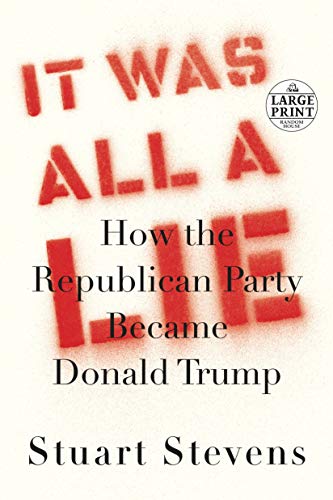 IT WAS
ALL A
LIE
How the
Republican Party
Became
Donald Trump
Stuart Stevens
LARGE
PRINT
RANDOM
HOUSE